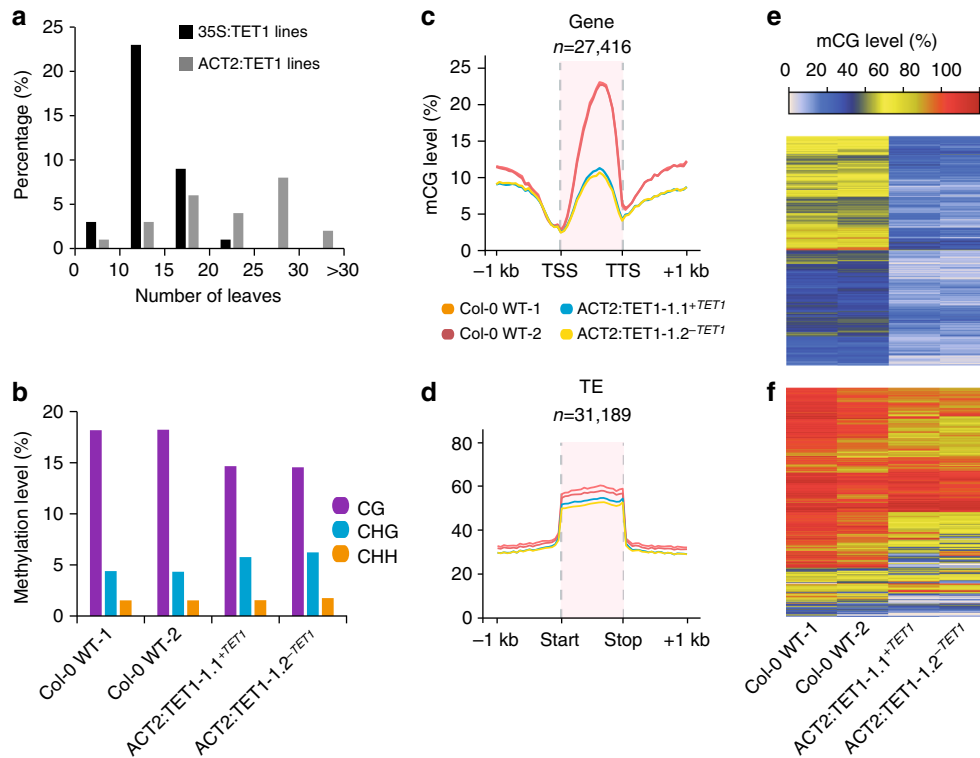 a
25
20
15
10
5
0
Percentage (%)
35S:TET1 lines
ACT2:TET1 lines
0 10 15 20 25 30 >30
Number of leaves
b
20
15
10
5
0
Methylation level (%)
CG
CHG
CHH
Col-0 WT-1
Col-0 WT-2
ACT2:TET1-1.1+TET1
ACT2:TET1-1.2–TET1
c
Gene
n=27,416
25
20
15
10
5
0
mCG level (%)
–1 kb TSS TTS +1 kb
Col-0 WT-1
Col-0 WT-2
ACT2:TET1-1.1+TET1
ACT2:TET1-1.2–TET1
d
TE
n=31,189
80
60
40
20
0
–1 kb Start Stop +1 kb
e
mCG level (%)
0 20 40 60 80 100
f
Col-0 WT-1
Col-0 WT-2
ACT2:TET1-1.1+TET1
ACT2:TET1-1.2–TET1